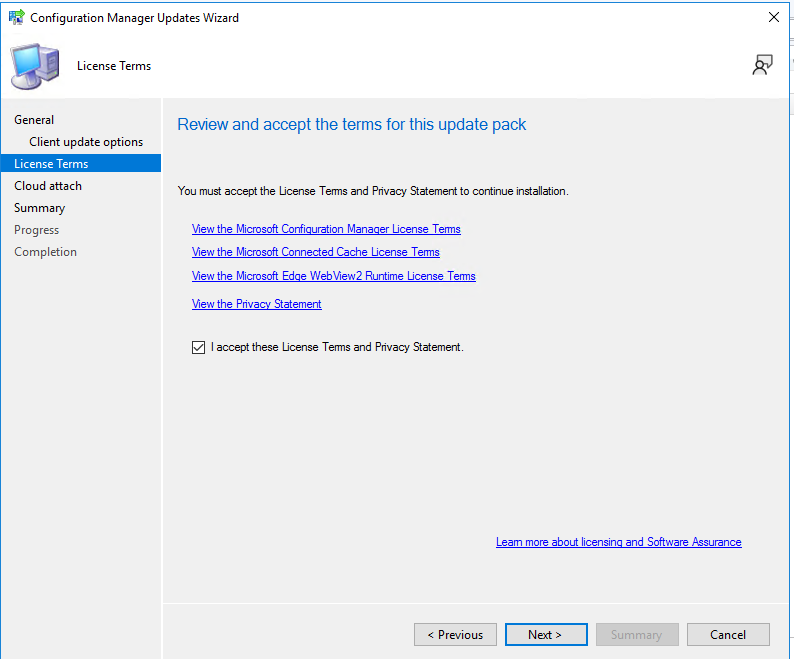 Configuration Manager Updates Wizard
License Terms
General
Client update options
License Terms
Cloud attach
Summary
Progress
Completion
Review and accept the terms for this update pack
You must accept the License Terms and Privacy Statement to continue installation.
View the Microsoft Configuration Manager License Terms
View the Microsoft Connected Cache License Terms
View the Microsoft Edge WebView2 Runtime License Terms
View the Privacy Statement
I accept these License Terms and Privacy Statement.
Learn more about licensing and Software Assurance
< Previous
Next >
Summary
Cancel